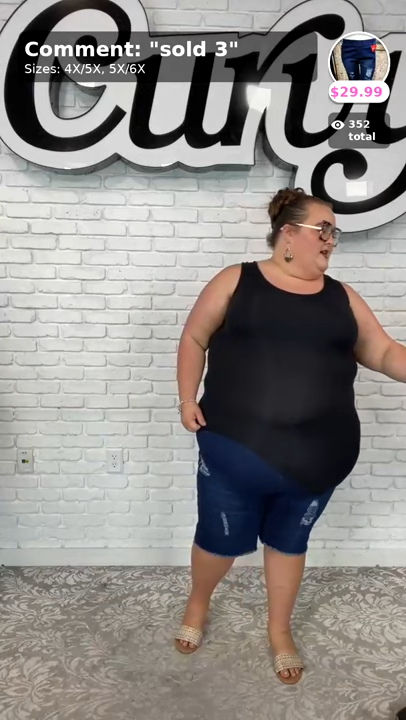 Comment: "sold 3"
Sizes: 4X/5X, 5X/6X
$29.99
352
total
Curvy